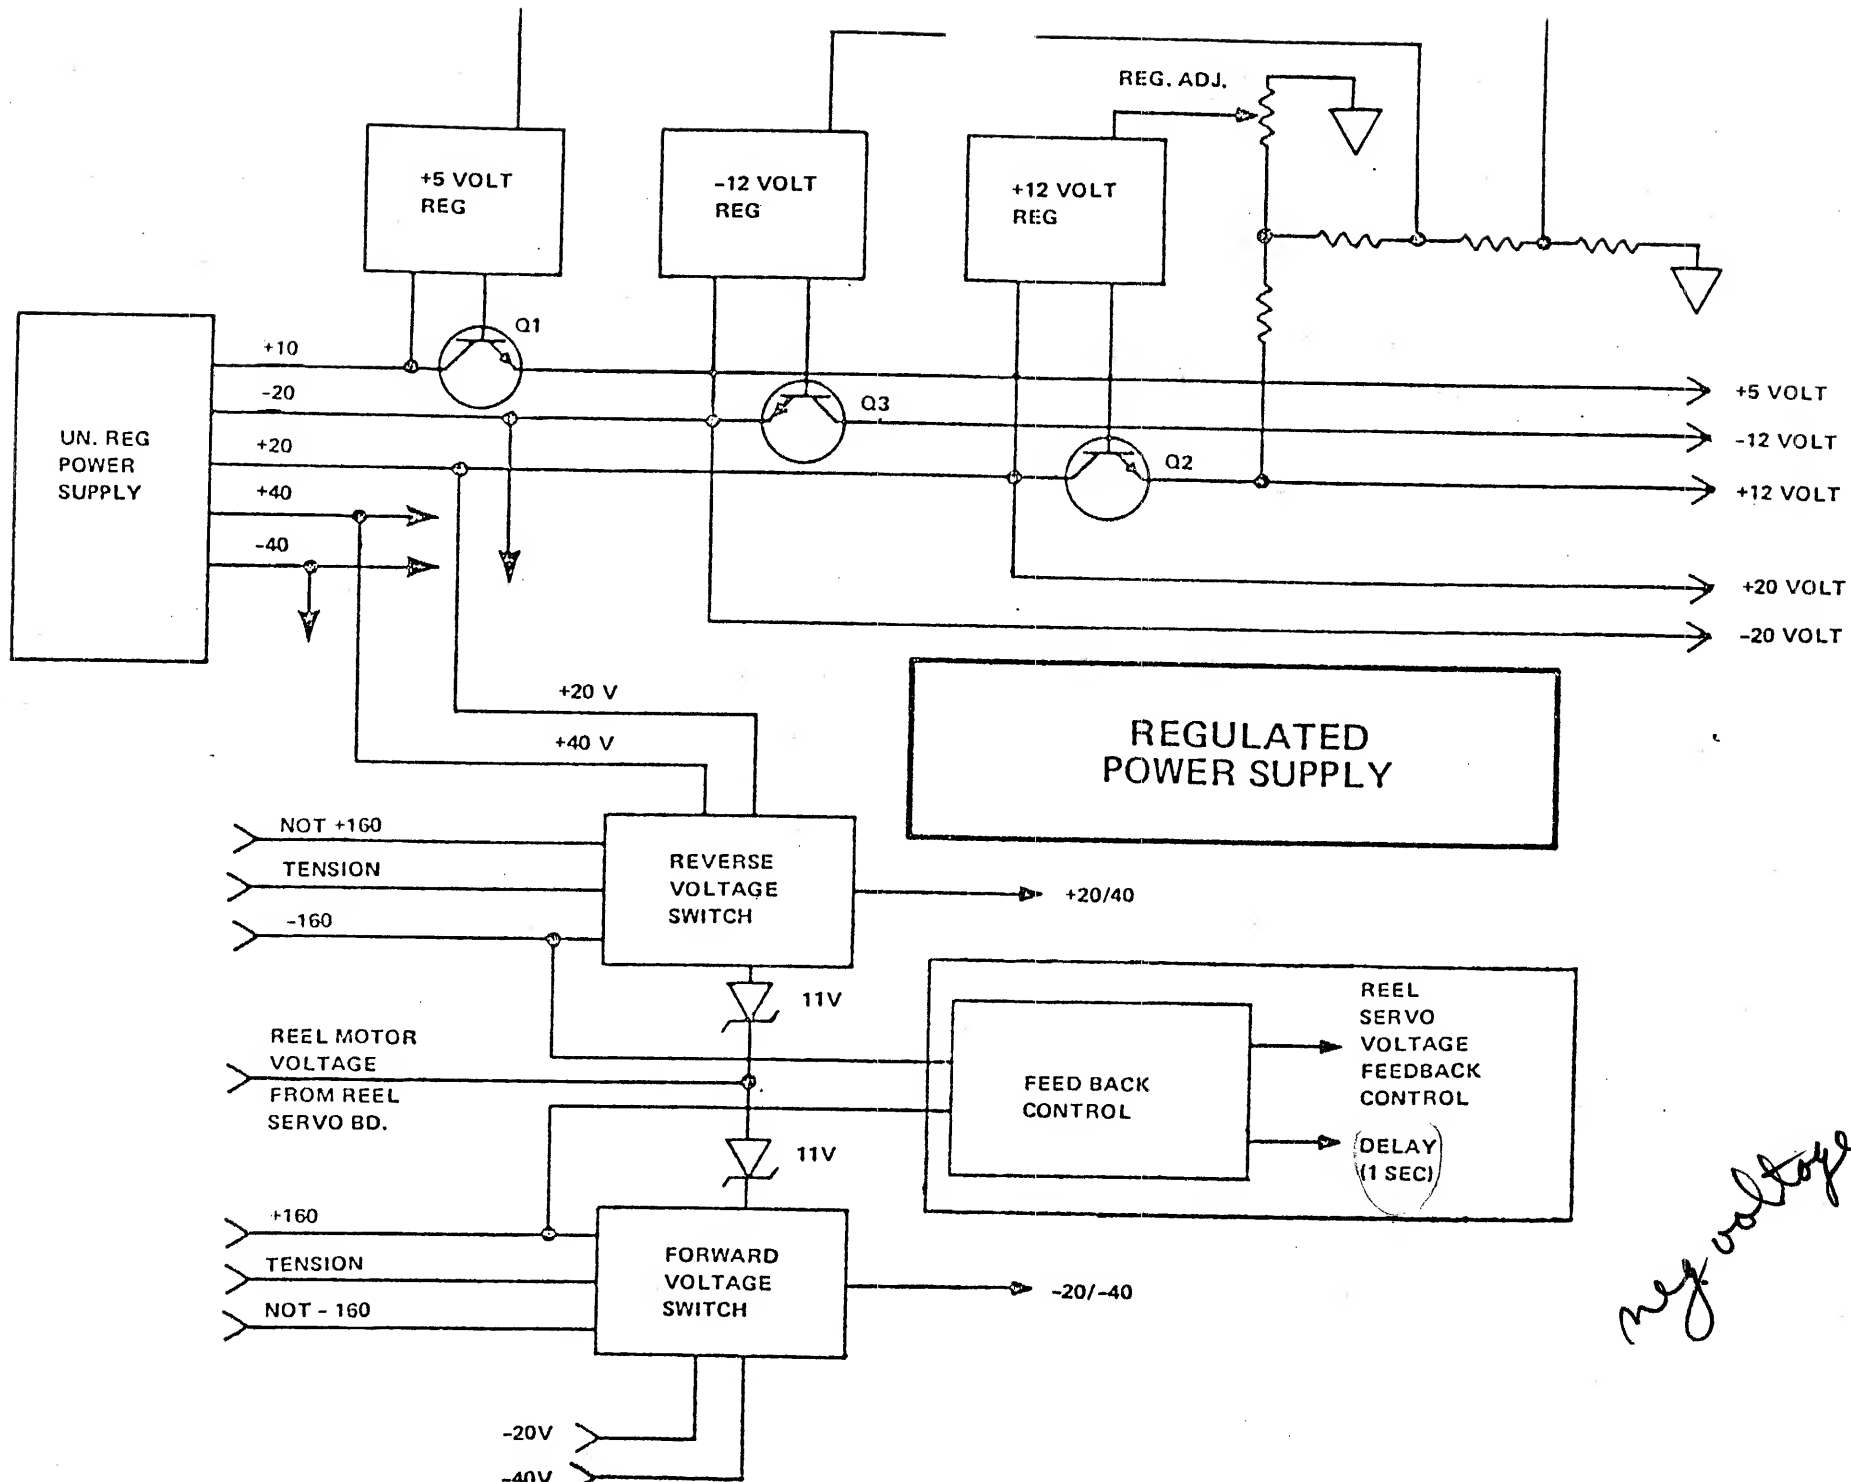 REG. ADJ.
+5 VOLT
REG
-12 VOLT
REG
+12 VOLT
REG
Q1
Q3
Q2
UN. REG
POWER
SUPPLY
+10
-20
+20
+40
-40
+5 VOLT
-12 VOLT
+12 VOLT
+20 VOLT
-20 VOLT
+20 V
+40 V
REGULATED
POWER SUPPLY
NOT +160
TENSION
-160
REVERSE
VOLTAGE
SWITCH
+20/40
11V
REEL MOTOR
VOLTAGE
FROM REEL
SERVO BD.
FEED BACK
CONTROL
REEL
SERVO
VOLTAGE
FEEDBACK
CONTROL
DELAY
(1 SEC)
11V
+160
TENSION
NOT - 160
FORWARD
VOLTAGE
SWITCH
-20/-40
neg. voltage
-20V
-40V